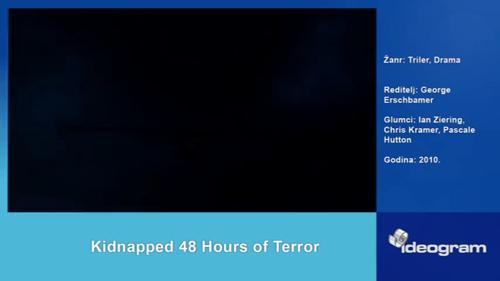 Žanr: Triler, Drama
Reditelj: George
Erschbamer
Glumci: Ian Ziering,
Chris Kramer, Pascale
Hutton
Godina: 2010.
Kidnapped 48 Hours of Terror
ideogram